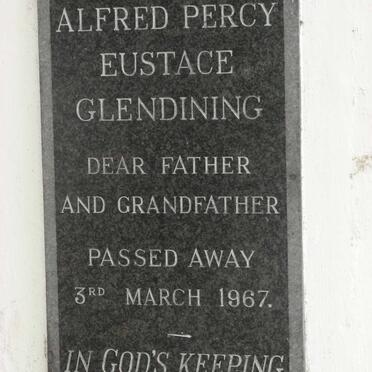 ALFRED PERCY
EUSTACE
GLENDINING
DEAR FATHER
AND GRANDFATHER
PASSED AWAY
3RD MARCH 1967.
—
IN GOD'S KEEPING